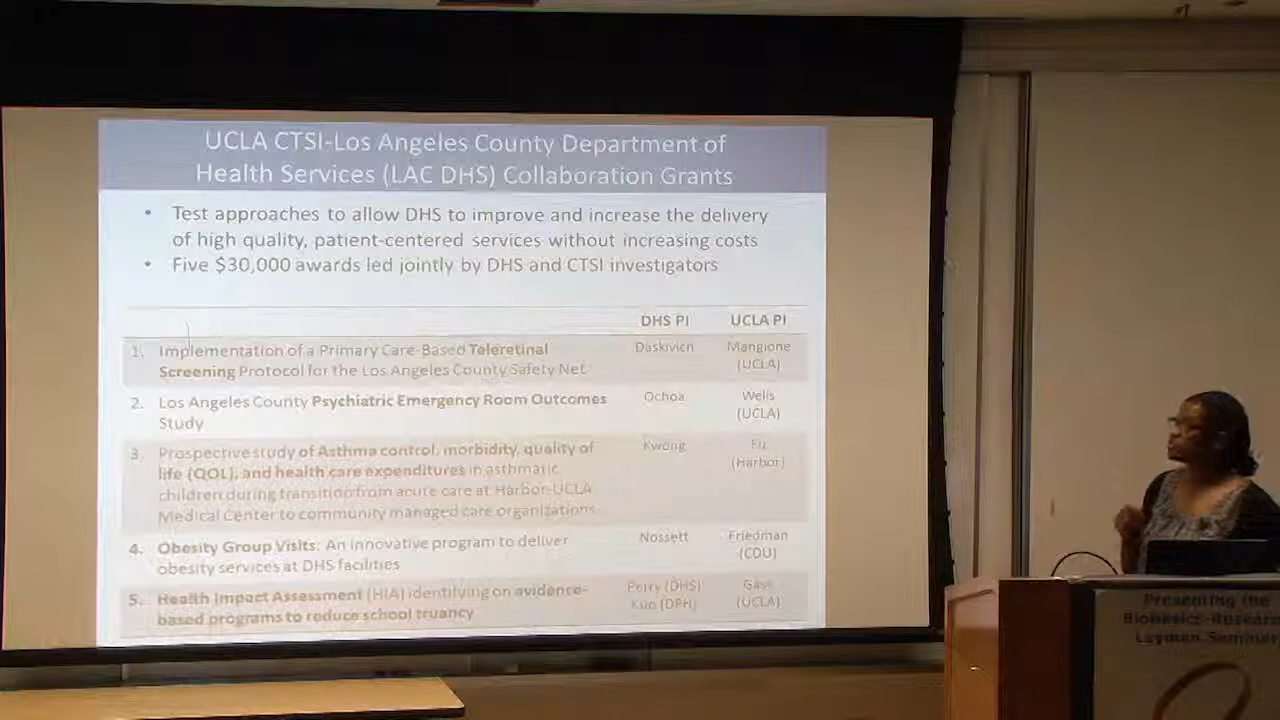 UCLA CTSI-Los Angeles County Department of
Health Services (LAC DHS) Collaboration Grants
• Test approaches to allow DHS to improve and increase the delivery
of high quality, patient-centered services without increasing costs
• Five $30,000 awards led jointly by DHS and CTSI investigators
DHS PI UCLA PI
1. Implementation of a Primary Care-Based Teleretinal Daskivich Mangione
Screening Protocol for the Los Angeles County Safety Net (UCLA)
2. Los Angeles County Psychiatric Emergency Room Outcomes Ochoa Wells
Study (UCLA)
3. Prospective study of Asthma control, morbidity, quality of Kwong Fu
life (QOL), and health care expenditures in asthmatic (Harbor)
children during transition from acute care at Harbor-UCLA
Medical Center to community managed care organizations
4. Obesity Group Visits: An innovative program to deliver Nossett Friedman
obesity services at DHS facilities (CDU)
5. Health Impact Assessment (HIA) identifying on evidence- Perry (DHS)
based programs to reduce school truancy Kuo (DPH) (UCLA)
Presenting the
Layman Seminar